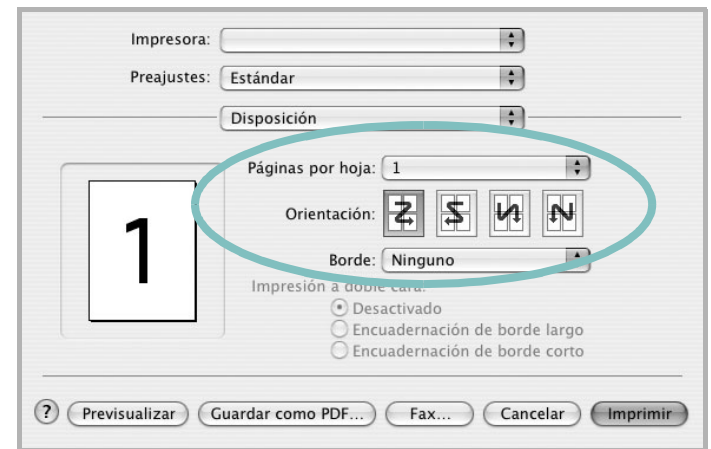 Impresora:
Preajustes: Estándar
Disposición
Páginas por hoja: 1
Orientación:
1
Borde: Ninguno
Impresión a doble cara:
Desactivado
Encuadernación de borde largo
Encuadernación de borde corto
? Previsualizar Guardar como PDF... Fax... Cancelar Imprimir